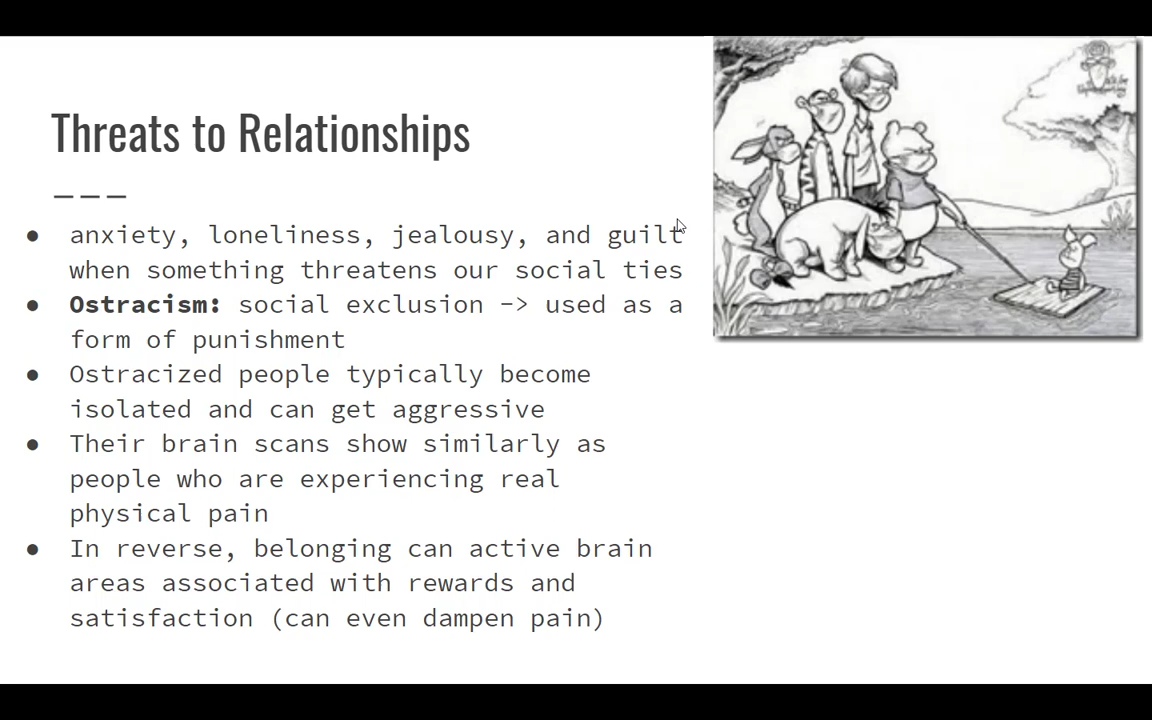 Threats to Relationships
● anxiety, loneliness, jealousy, and guilt
when something threatens our social ties
● Ostracism: social exclusion -> used as a
form of punishment
● Ostracized people typically become
isolated and can get aggressive
● Their brain scans show similarly as
people who are experiencing real
physical pain
● In reverse, belonging can active brain
areas associated with rewards and
satisfaction (can even dampen pain)